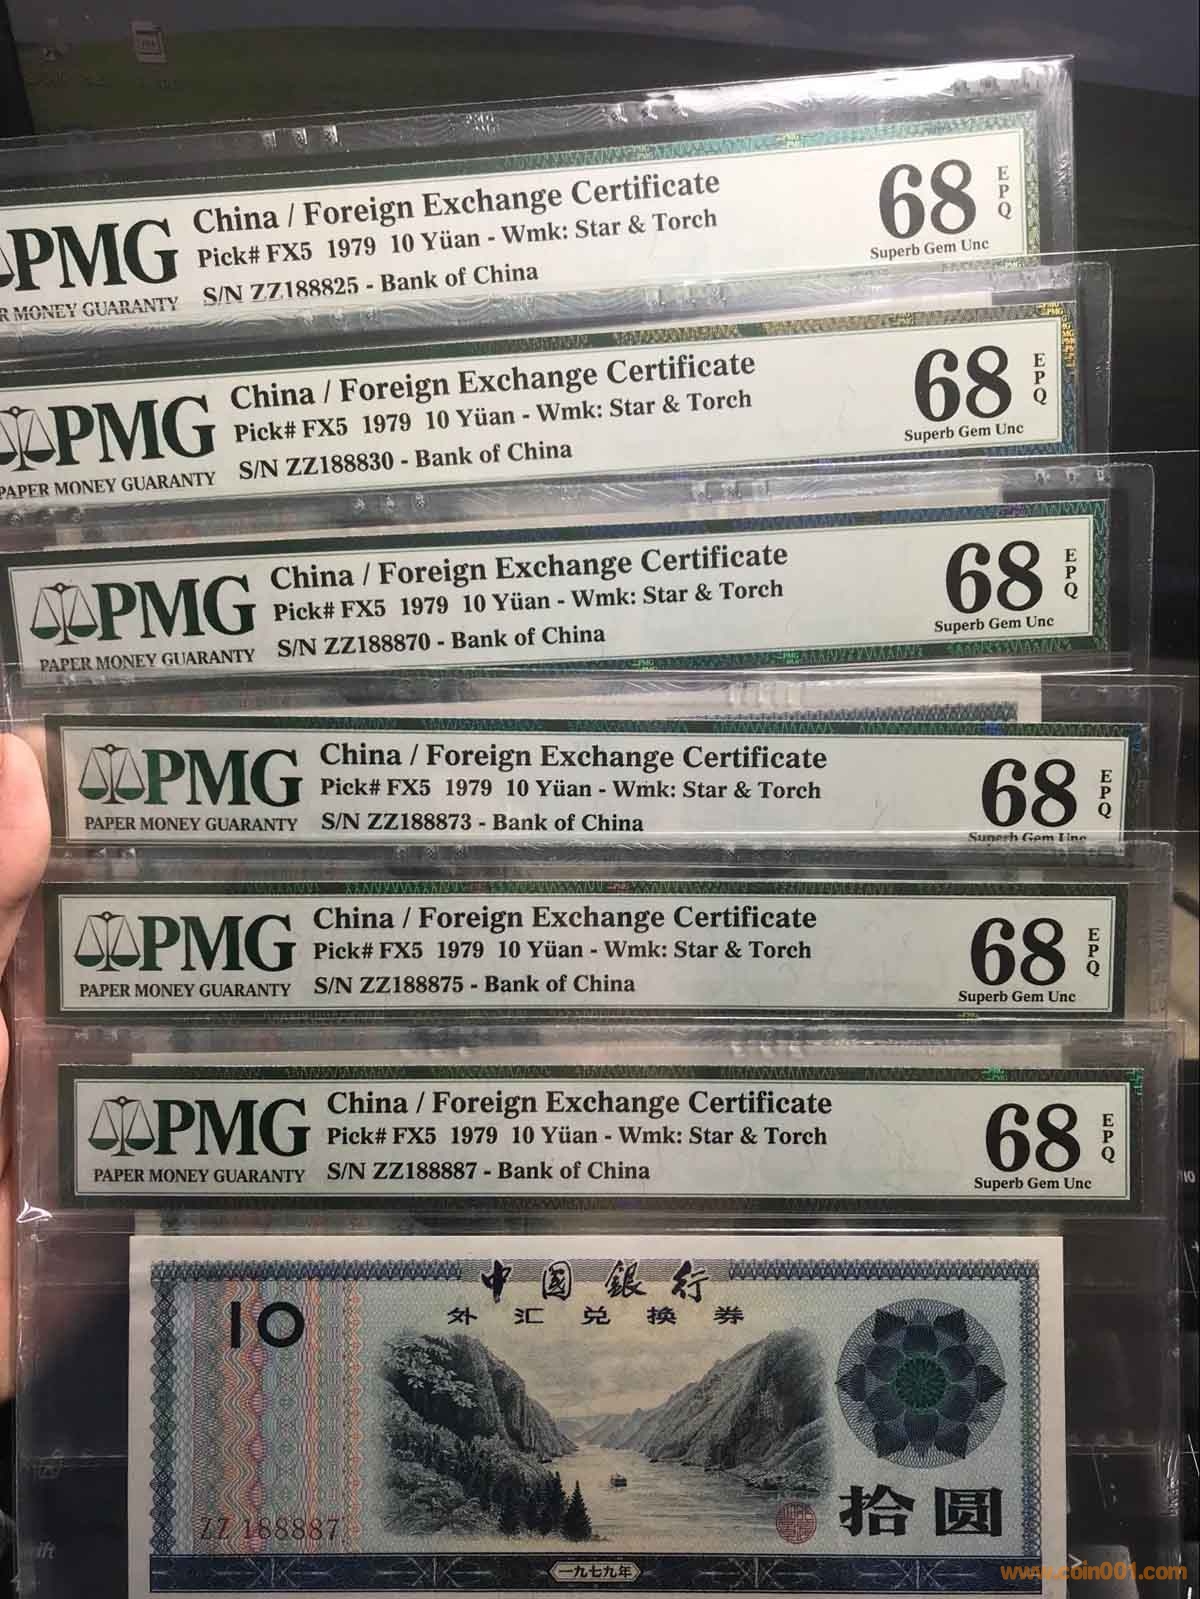 China / Foreign Exchange Certificate
Pick# FX5 1979 10 Yüan - Wmk: Star & Torch
S/N ZZ188825 - Bank of China
PMG
MONEY GUARANTY
68
EPQ
Superb Gem Unc
China / Foreign Exchange Certificate
Pick# FX5 1979 10 Yüan - Wmk: Star & Torch
S/N ZZ188830 - Bank of China
PMG
PAPER MONEY GUARANTY
68
EPQ
Superb Gem Unc
China / Foreign Exchange Certificate
Pick# FX5 1979 10 Yüan - Wmk: Star & Torch
S/N ZZ188870 - Bank of China
PMG
PAPER MONEY GUARANTY
68
EPQ
Superb Gem Unc
China / Foreign Exchange Certificate
Pick# FX5 1979 10 Yüan - Wmk: Star & Torch
S/N ZZ188873 - Bank of China
PMG
PAPER MONEY GUARANTY
68
EPQ
Superb Gem Unc
China / Foreign Exchange Certificate
Pick# FX5 1979 10 Yüan - Wmk: Star & Torch
S/N ZZ188875 - Bank of China
PMG
PAPER MONEY GUARANTY
68
EPQ
Superb Gem Unc
China / Foreign Exchange Certificate
Pick# FX5 1979 10 Yüan - Wmk: Star & Torch
S/N ZZ188887 - Bank of China
PMG
PAPER MONEY GUARANTY
68
EPQ
Superb Gem Unc
中國銀行
外汇兑换券
10
拾圆
ZZ 188887
一九七九年
www.coin001.com